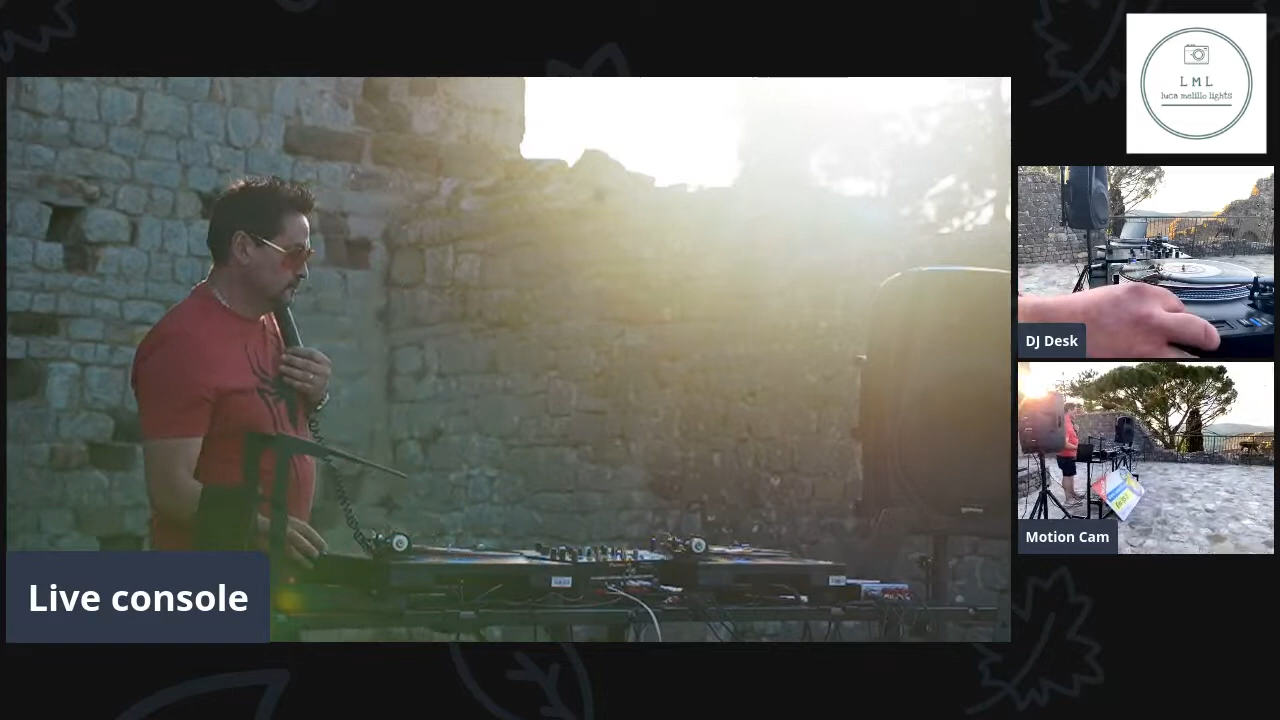 L M L
luca melillo lights
DJ Desk
Motion Cam
Live console